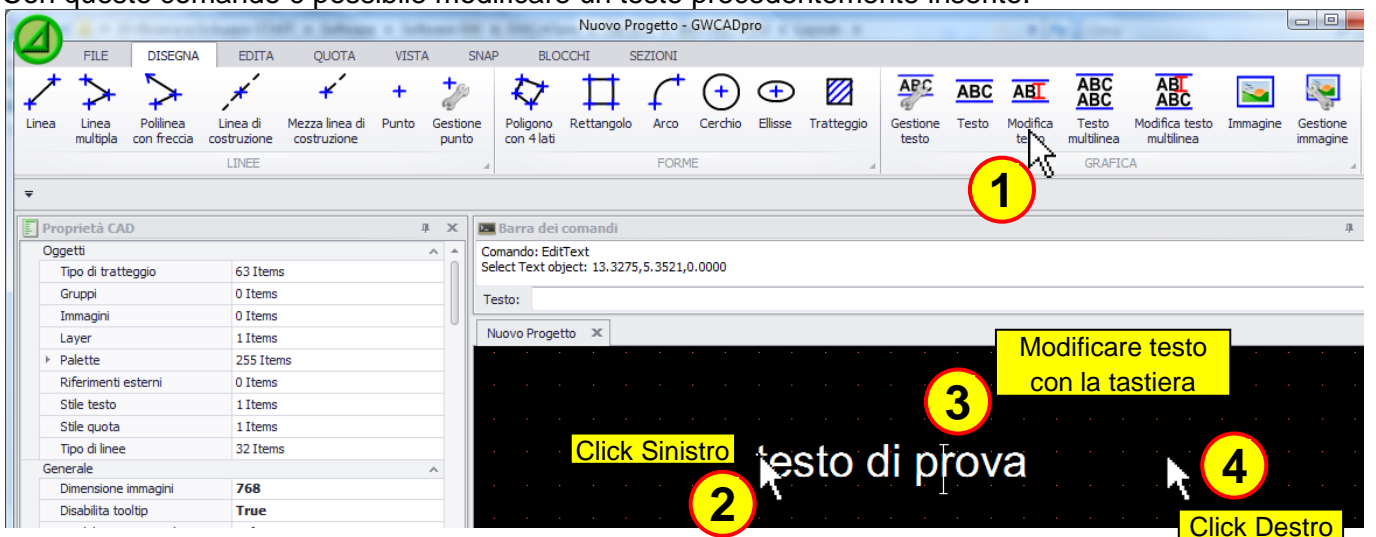 Con questo comando è possibile modificare un testo precedentemente inserito.
Nuovo Progetto - GWCADpro
FILE DISEGNA EDITA QUOTA VISTA SNAP BLOCCHI SEZIONI
Linea
Linea multipla
Polilinea con freccia
Linea di costruzione
Mezza linea di costruzione
Punto
Gestione punto
Poligono con 4 lati
Rettangolo
Arco
Cerchio
Ellisse
Tratteggio
ABC
Gestione testo
ABC
Testo
ABI
Modifica testo
ABC
ABC
Testo multilinea
ABI
ABC
Modifica testo multilinea
Immagine
Gestione immagine
LINEE FORME GRAFICA
1
Proprietà CAD
Oggetti
Tipo di tratteggio 63 Items
Gruppi 0 Items
Immagini 0 Items
Layer 1 Items
Palette 255 Items
Riferimenti esterni 0 Items
Stile testo 1 Items
Stile quota 1 Items
Tipo di linee 32 Items
Generale
Dimensione immagini 768
Disabilita tooltip True
Barra dei comandi
Comando: EditText
Select Text object: 13.3275,5.3521,0.0000
Testo:
Nuovo Progetto
Modificare testo
con la tastiera
3
Click Sinistro
testo di prova
2
4
Click Destro